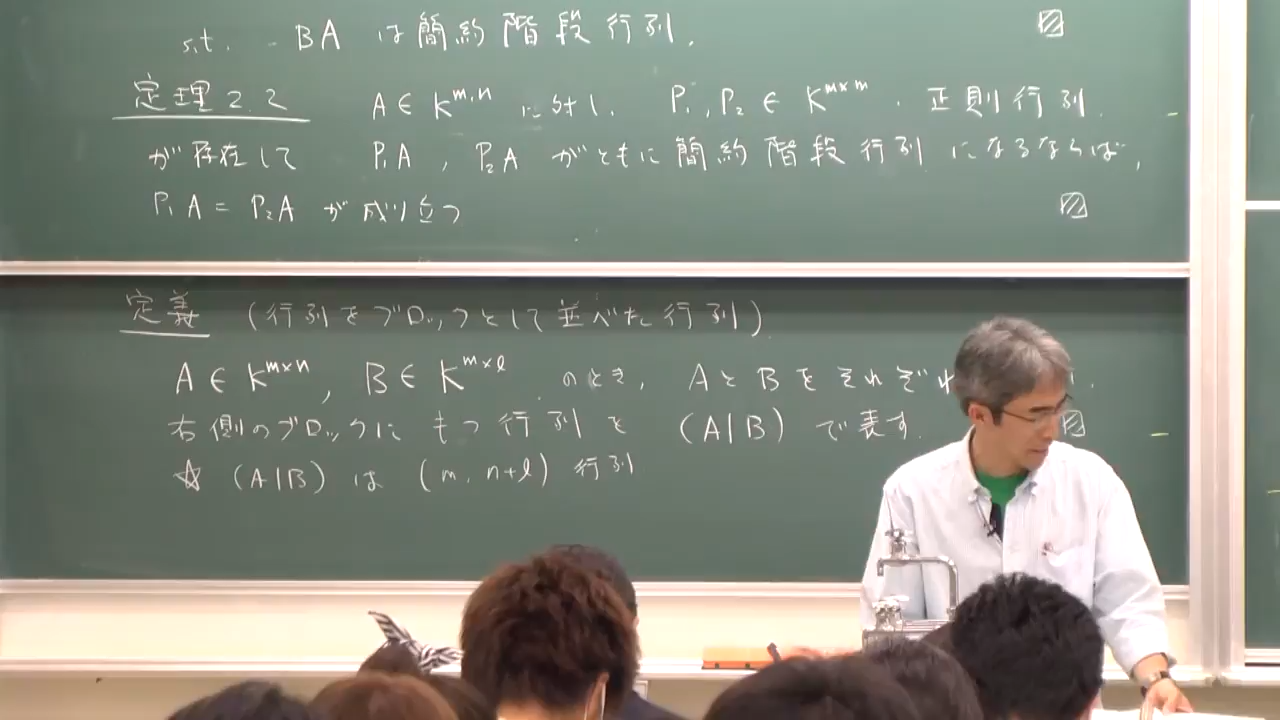 s.t. BA は簡約階段行列.
定理2.2 A ∈ K^{m,n} に対し, P₁, P₂ ∈ K^{m×m}, 正則行列.
が存在して P₁A, P₂A がともに簡約階段行列になるならば,
P₁A = P₂A が成り立つ
定義 (行列をブロックとして並べた行列)
A ∈ K^{m×n}, B ∈ K^{m×l} のとき, AとBをそれぞれ
右側のブロックにもつ行列を (A|B) で表す.
☆ (A|B) は (m, n+l) 行列